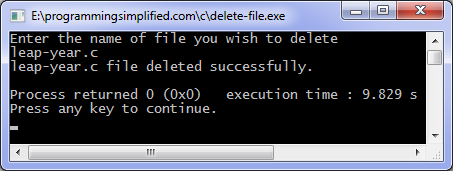 E:\programmingsimplified.com\c\delete-file.exe
Enter the name of file you wish to delete
leap-year.c
leap-year.c file deleted successfully.
Process returned 0 (0x0)   execution time : 9.829 s
Press any key to continue.